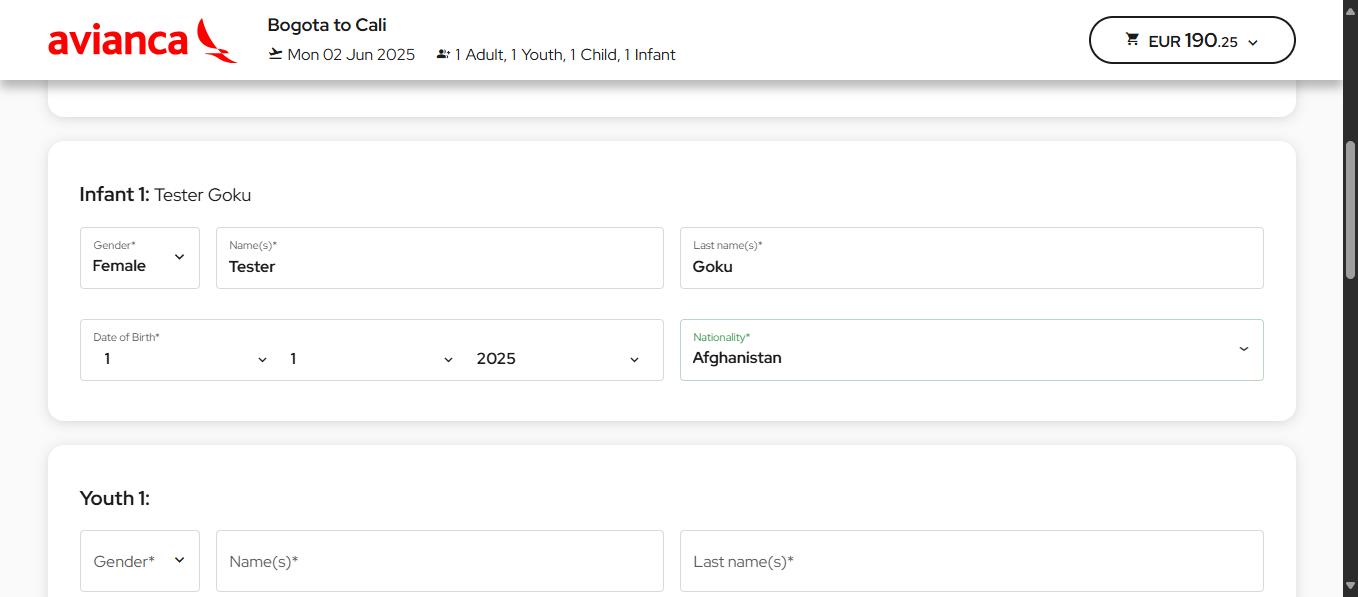 avianca
Bogota to Cali
Mon 02 Jun 2025 1 Adult, 1 Youth, 1 Child, 1 Infant
EUR 190.25
Infant 1: Tester Goku
Gender* Name(s)* Last name(s)*
Female Tester Goku
Date of Birth* Nationality*
1 1 2025 Afghanistan
Youth 1:
Gender* Name(s)* Last name(s)*